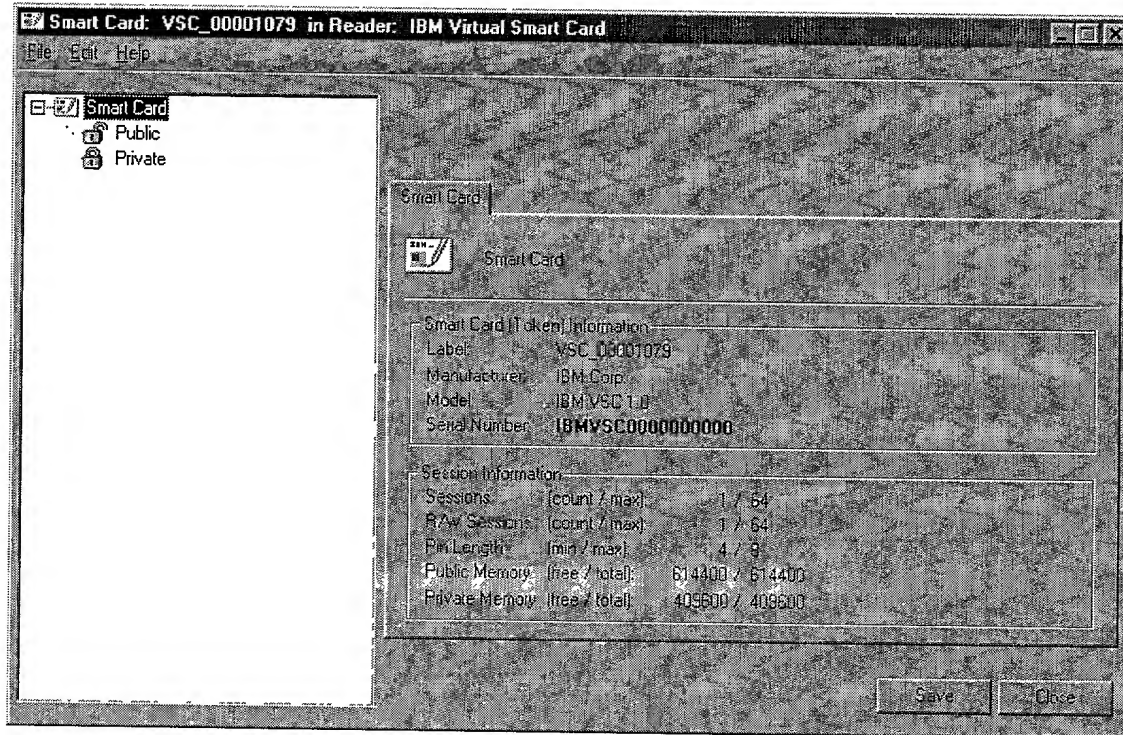 Smart Card: VSC_00001079 in Reader: IBM Virtual Smart Card
File Edit Help
Smart Card
Public
Private
Smart Card
IBM
Smart Card
Smart Card (Token) Information
Label: VSC_00001079
Manufacturer: IBM Corp.
Model: IBM VSC 1.0
Serial Number: IBMVSC0000000000
Session Information
Sessions (count / max): 1 / 64
R/W Sessions (count / max): 1 / 64
Pin Length (min / max): 4 / 8
Public Memory (free / total): 614400 / 614400
Private Memory (free / total): 409600 / 409600
Save Close